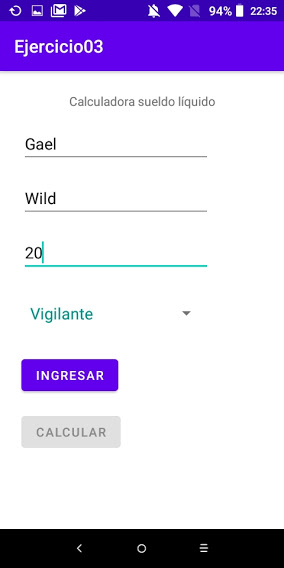 94% 22:35
Ejercicio03
Calculadora sueldo líquido
Gael
Wild
20
Vigilante
INGRESAR
CALCULAR